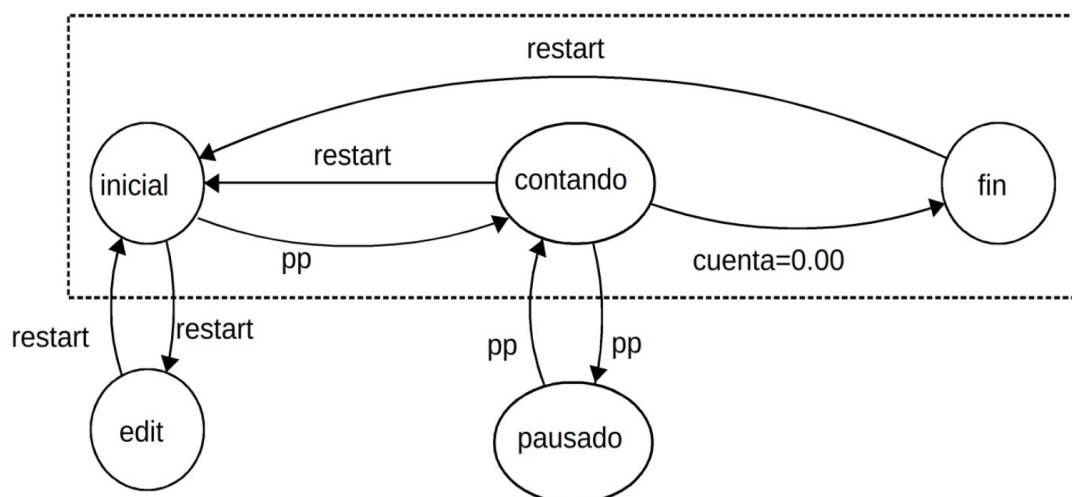 restart
restart
inicial
contando
fin
pp
cuenta=0.00
restart
restart
pp
pp
edit
pausado